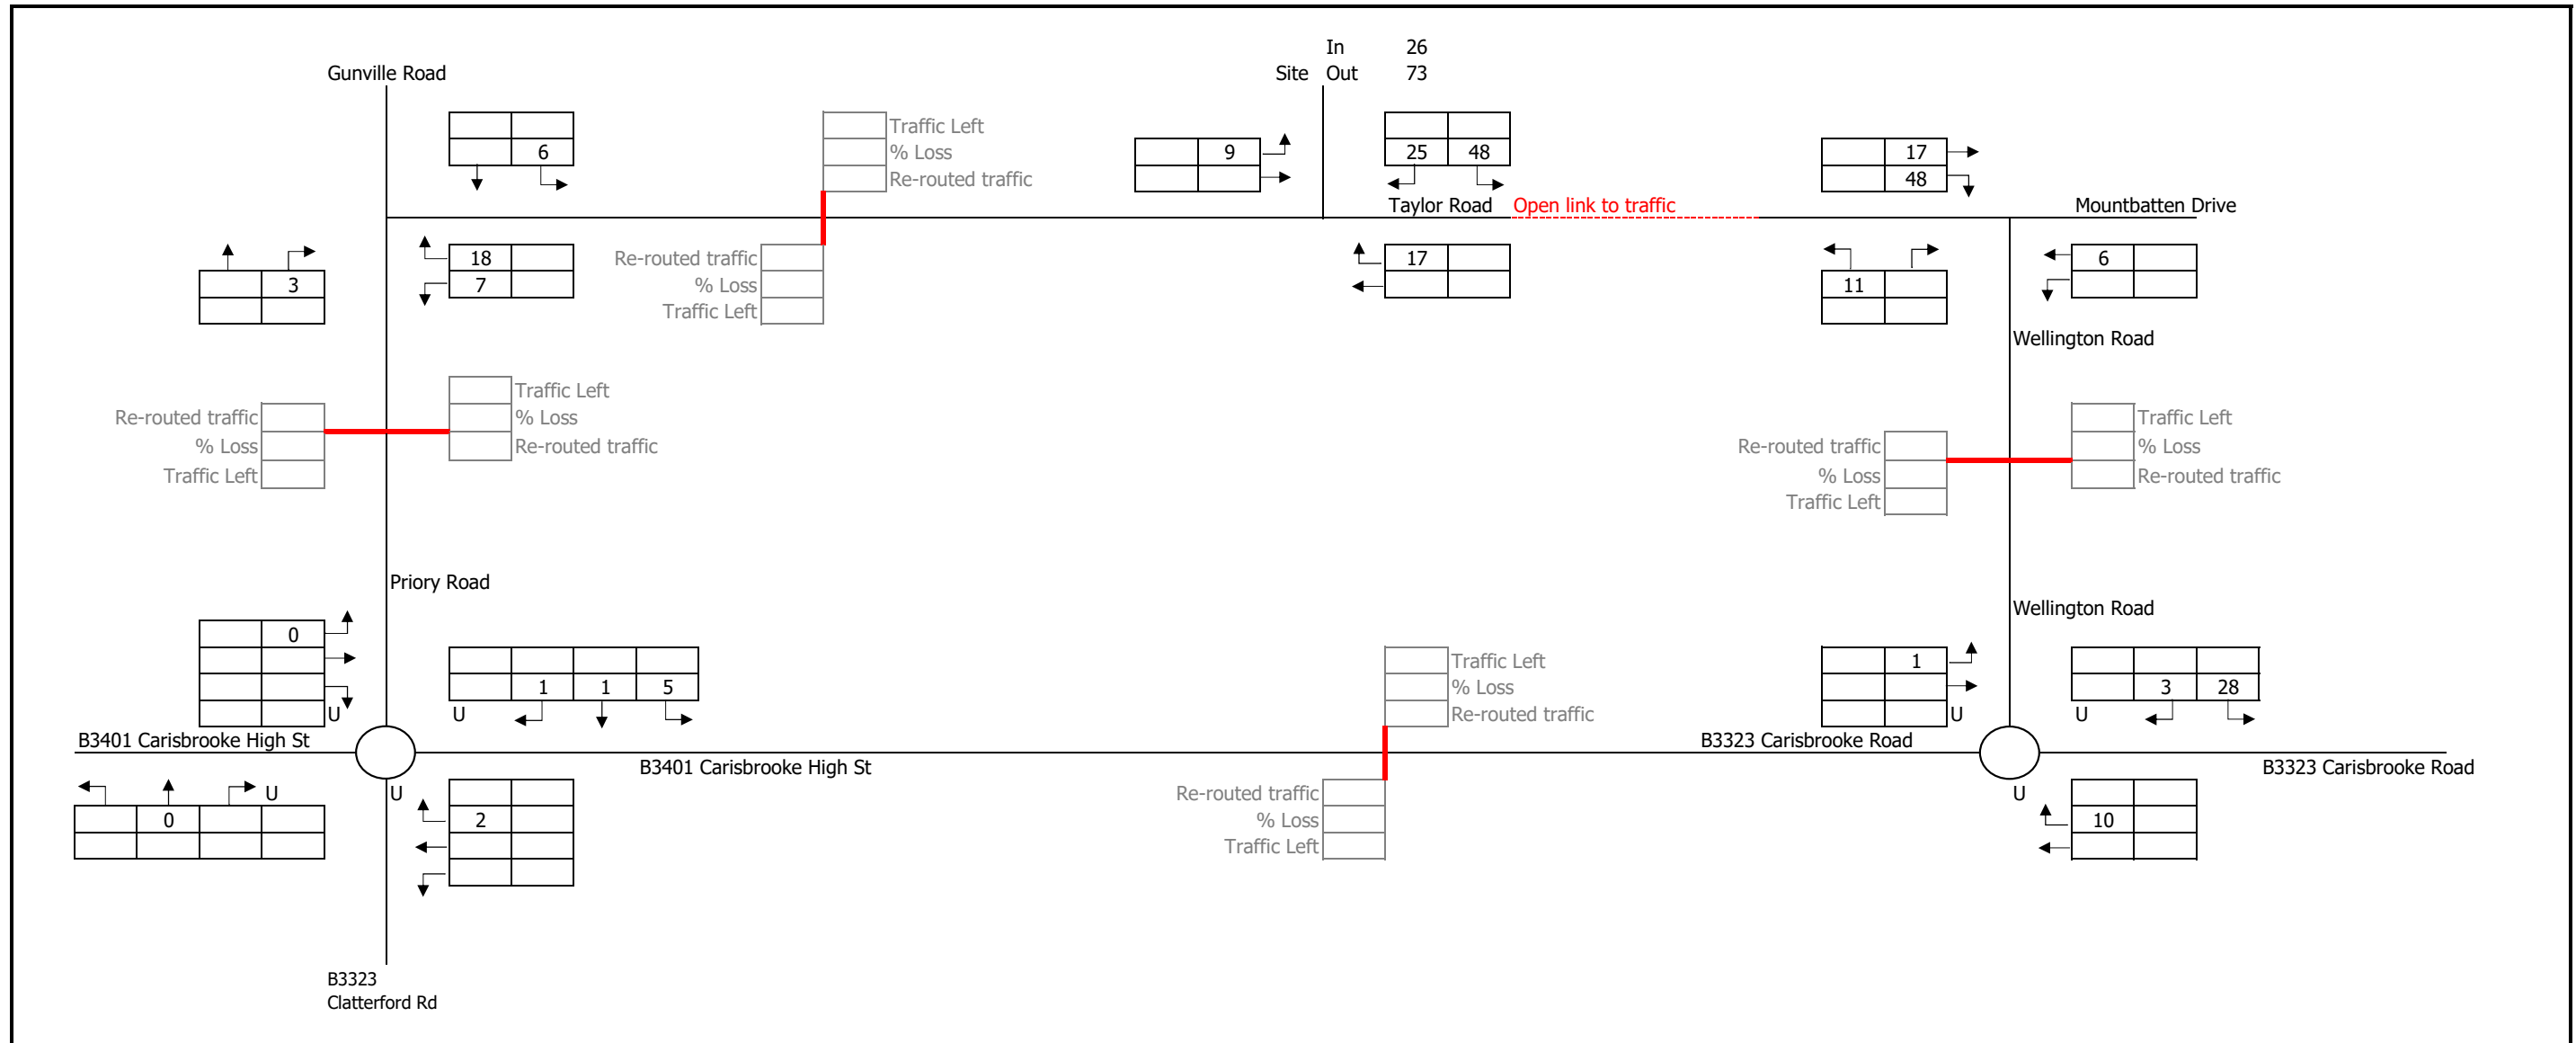 In 26
Gunville Road
Site Out 73
Traffic Left
6
% Loss
9
25 48
17
Re-routed traffic
48
Taylor Road
Open link to traffic
Mountbatten Drive
18
Re-routed traffic
17
6
3
7
% Loss
11
Traffic Left
Wellington Road
Traffic Left
Re-routed traffic
% Loss
Traffic Left
% Loss
Re-routed traffic
Re-routed traffic
% Loss
Traffic Left
% Loss
Re-routed traffic
Traffic Left
Priory Road
Wellington Road
0
Traffic Left
1
1 1 5
% Loss
3 28
U
U
Re-routed traffic
U
U
B3401 Carisbrooke High St
B3323 Carisbrooke Road
B3401 Carisbrooke High St
B3323 Carisbrooke Road
U
U
Re-routed traffic
U
0
2
% Loss
10
Traffic Left
B3323
Clatterford Rd